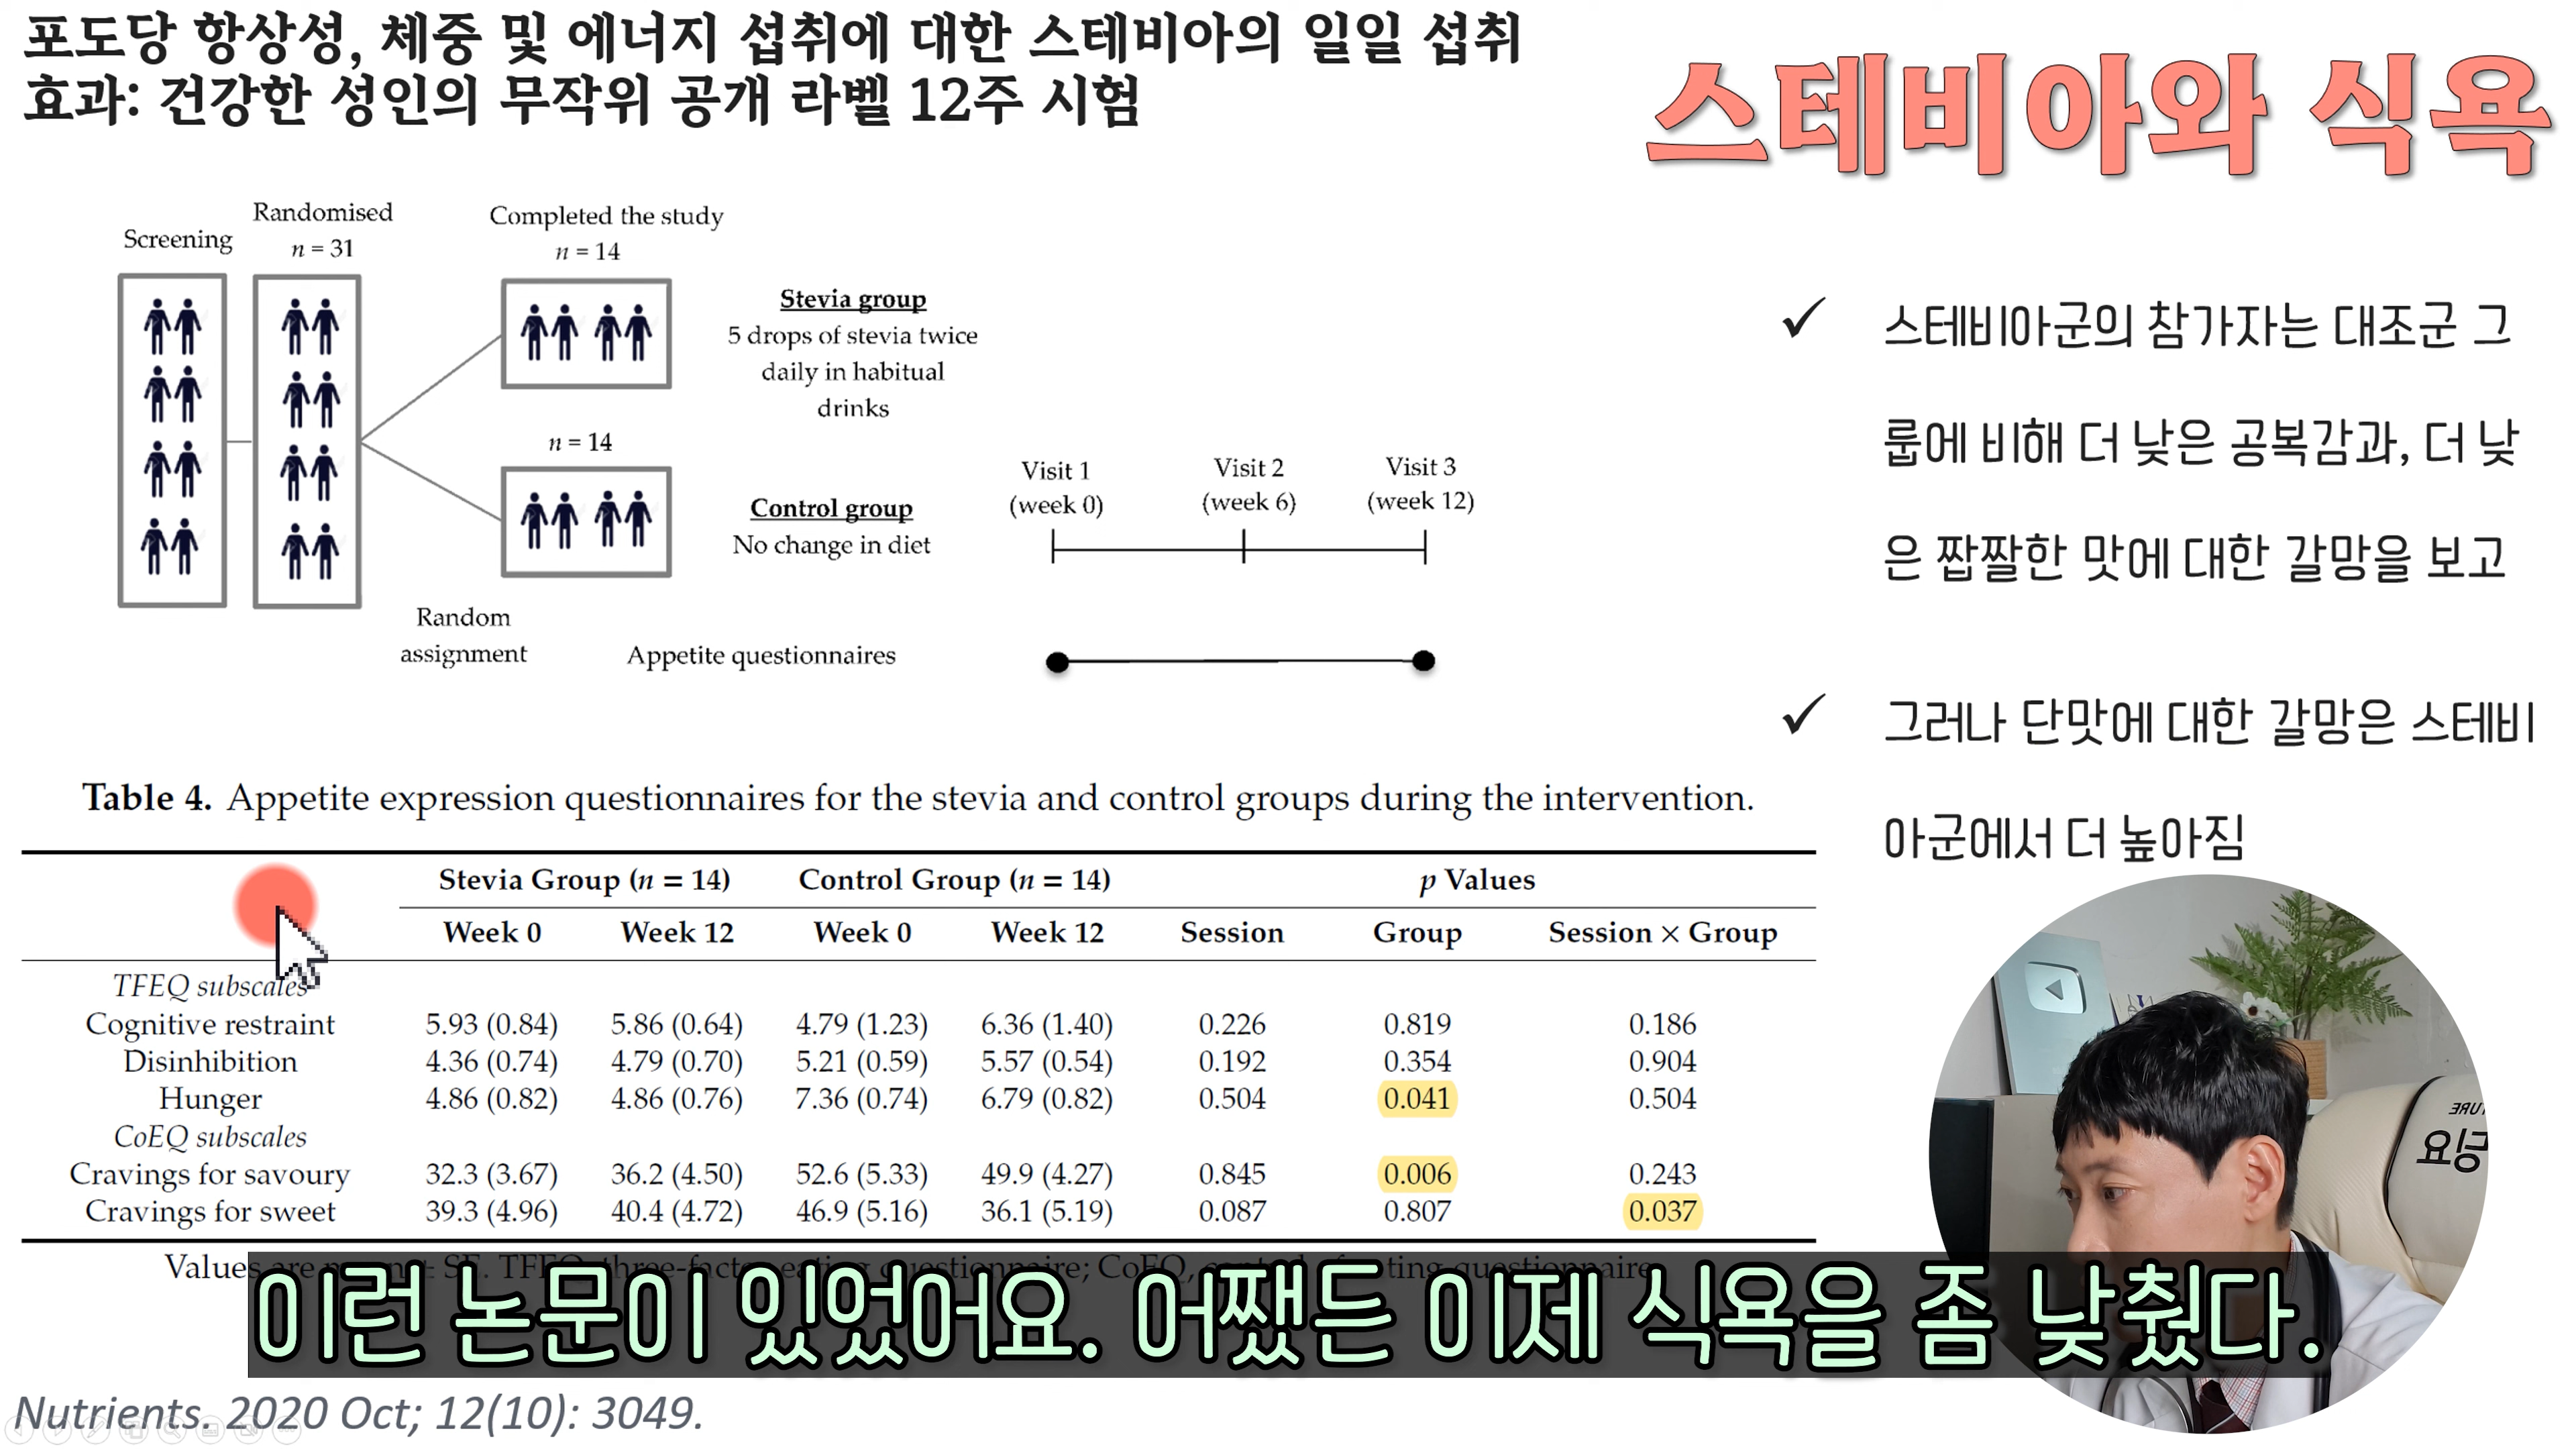 포도당 항상성, 체중 및 에너지 섭취에 대한 스테비아의 일일 섭취
효과: 건강한 성인의 무작위 공개 라벨 12주 시험
스테비아와 식욕
Screening
Randomised
n = 31
Completed the study
n = 14
Stevia group
5 drops of stevia twice
daily in habitual
drinks
n = 14
Control group
No change in diet
Visit 1
(week 0)
Visit 2
(week 6)
Visit 3
(week 12)
Random
assignment
Appetite questionnaires
✓ 스테비아군의 참가자는 대조군 그
룹에 비해 더 낮은 공복감과, 더 낮
은 짭짤한 맛에 대한 갈망을 보고
✓ 그러나 단맛에 대한 갈망은 스테비
아군에서 더 높아짐
Table 4. Appetite expression questionnaires for the stevia and control groups during the intervention.
Stevia Group (n = 14) Control Group (n = 14) p Values
Week 0 Week 12 Week 0 Week 12 Session Group Session × Group
TFEQ subscales
Cognitive restraint 5.93 (0.84) 5.86 (0.64) 4.79 (1.23) 6.36 (1.40) 0.226 0.819 0.186
Disinhibition 4.36 (0.74) 4.79 (0.70) 5.21 (0.59) 5.57 (0.54) 0.192 0.354 0.904
Hunger 4.86 (0.82) 4.86 (0.76) 7.36 (0.74) 6.79 (0.82) 0.504 0.041 0.504
CoEQ subscales
Cravings for savoury 32.3 (3.67) 36.2 (4.50) 52.6 (5.33) 49.9 (4.27) 0.845 0.006 0.243
Cravings for sweet 39.3 (4.96) 40.4 (4.72) 46.9 (5.16) 36.1 (5.19) 0.087 0.807 0.037
Values are SE. TFEQ, three-factor eating questionnaire; CoEQ, questionnaire
이런 논문이 있었어요. 어쨌든 이제 식욕을 좀 낮췄다.
Nutrients. 2020 Oct; 12(10): 3049.